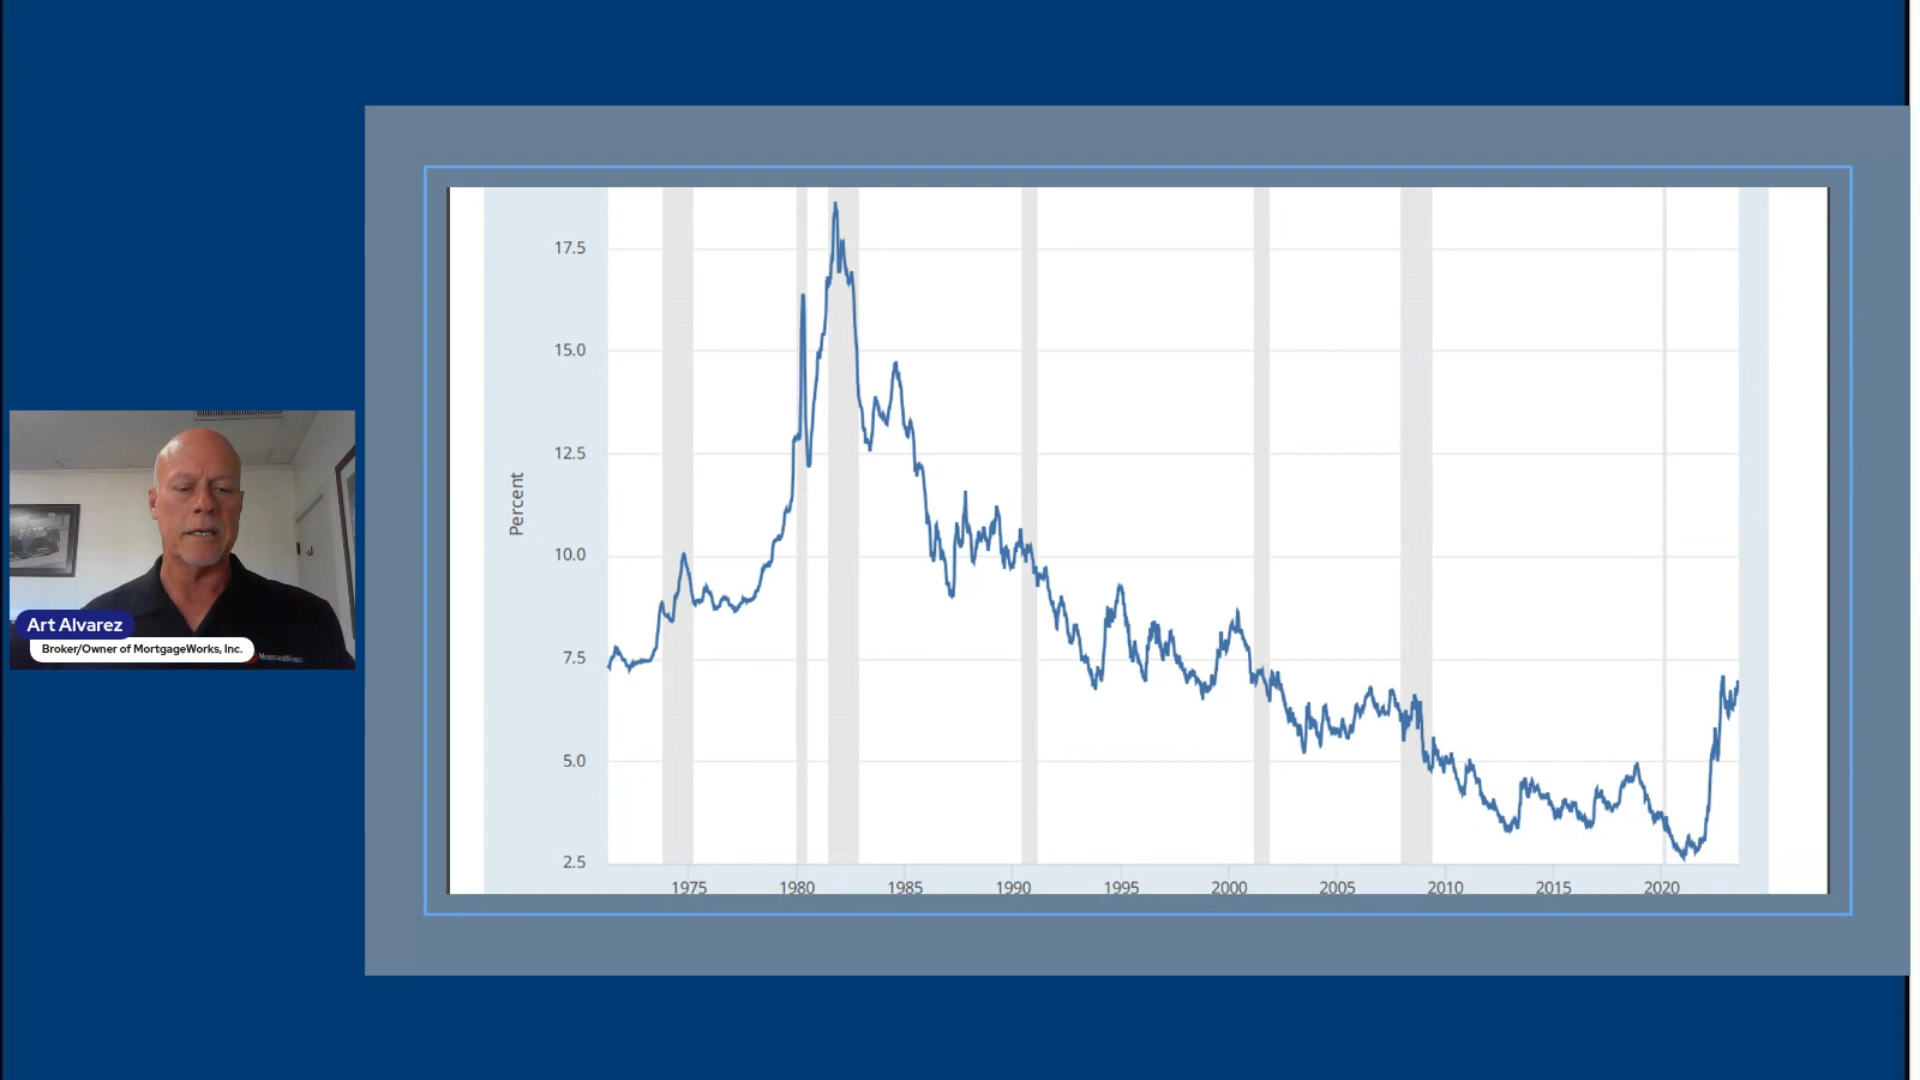 17.5
15.0
12.5
10.0
7.5
5.0
2.5
Percent
1975 1980 1985 1990 1995 2000 2005 2010 2015 2020
Art Alvarez
Broker/Owner of MortgageWorks, Inc.